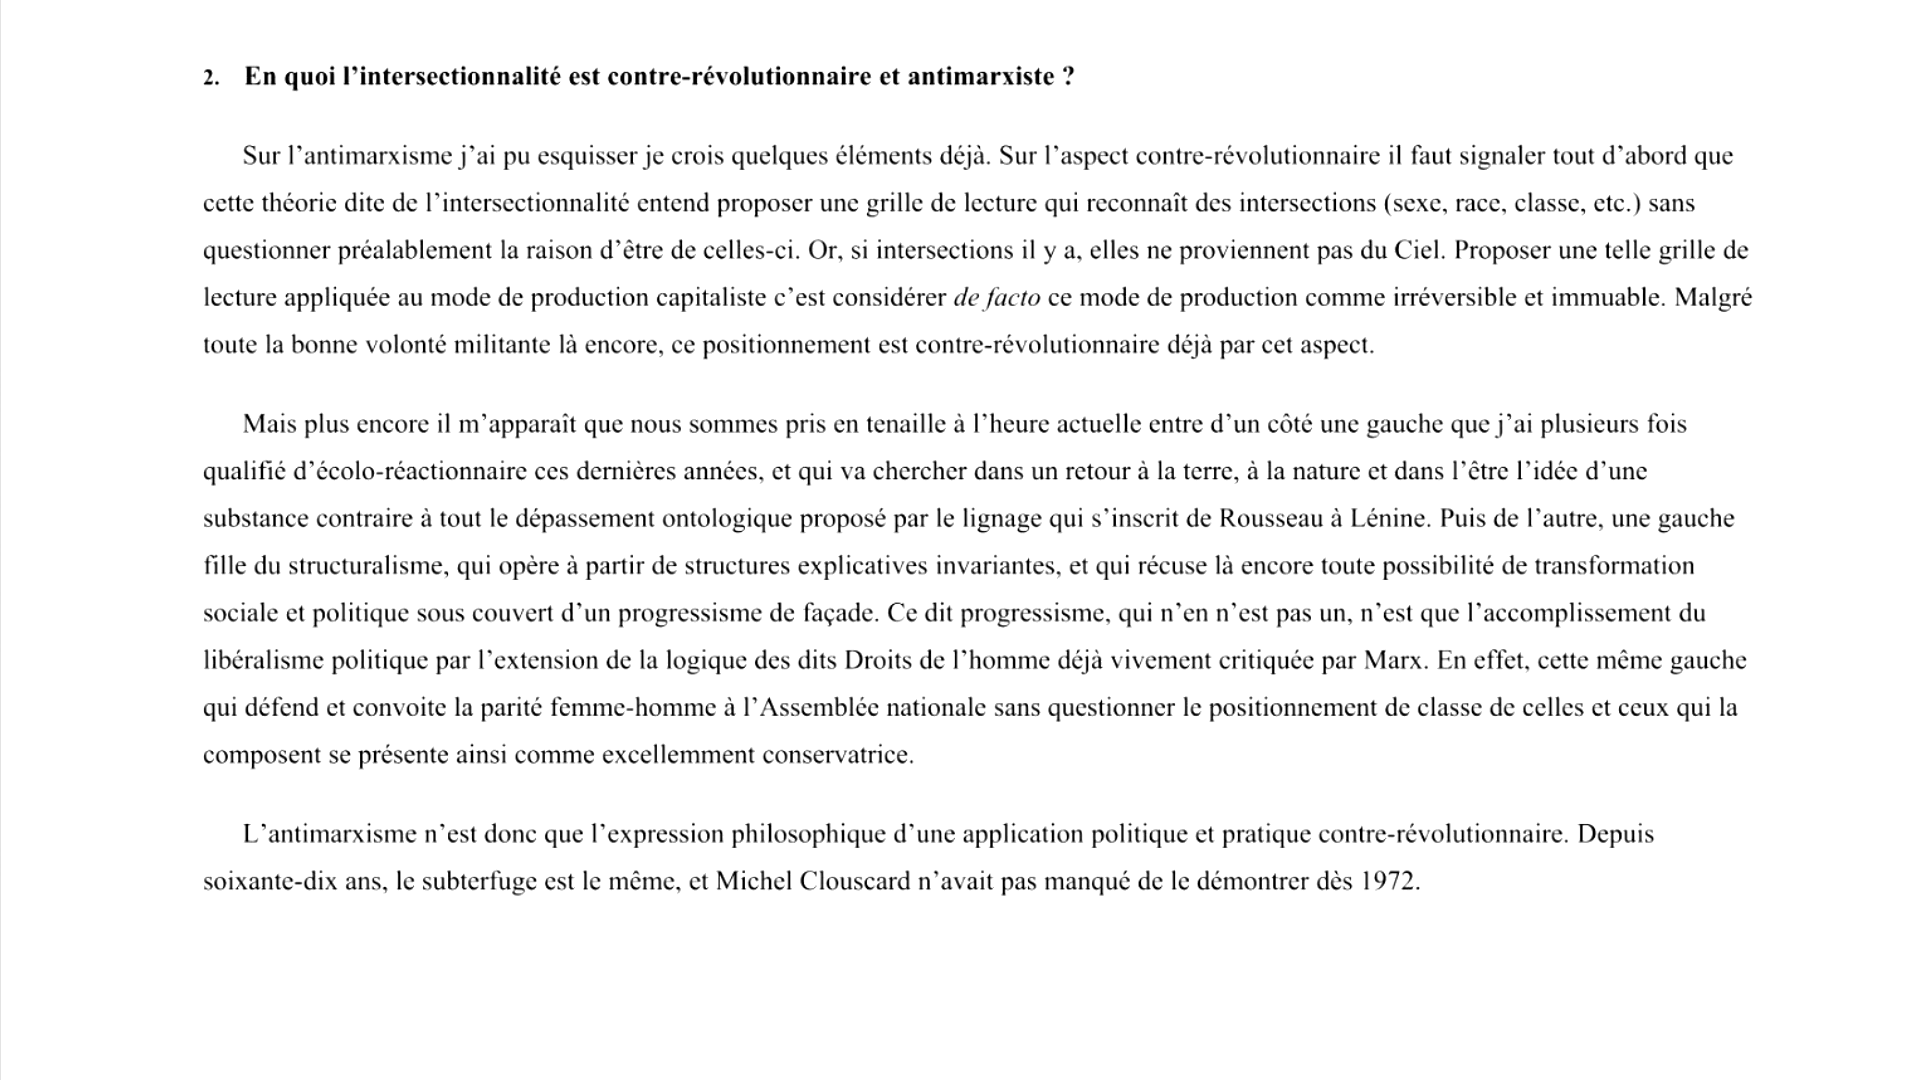 2. En quoi l’intersectionnalité est contre-révolutionnaire et antimarxiste ?
Sur l’antimarxisme j’ai pu esquisser je crois quelques éléments déjà. Sur l’aspect contre-révolutionnaire il faut signaler tout d’abord que
cette théorie dite de l’intersectionnalité entend proposer une grille de lecture qui reconnaît des intersections (sexe, race, classe, etc.) sans
questionner préalablement la raison d’être de celles-ci. Or, si intersections il y a, elles ne proviennent pas du Ciel. Proposer une telle grille de
lecture appliquée au mode de production capitaliste c’est considérer de facto ce mode de production comme irréversible et immuable. Malgré
toute la bonne volonté militante là encore, ce positionnement est contre-révolutionnaire déjà par cet aspect.
Mais plus encore il m’apparaît que nous sommes pris en tenaille à l’heure actuelle entre d’un côté une gauche que j’ai plusieurs fois
qualifié d’écolo-réactionnaire ces dernières années, et qui va chercher dans un retour à la terre, à la nature et dans l’être l’idée d’une
substance contraire à tout le dépassement ontologique proposé par le lignage qui s’inscrit de Rousseau à Lénine. Puis de l’autre, une gauche
fille du structuralisme, qui opère à partir de structures explicatives invariantes, et qui récuse là encore toute possibilité de transformation
sociale et politique sous couvert d’un progressisme de façade. Ce dit progressisme, qui n’en n’est pas un, n’est que l’accomplissement du
libéralisme politique par l’extension de la logique des dits Droits de l’homme déjà vivement critiquée par Marx. En effet, cette même gauche
qui défend et convoite la parité femme-homme à l’Assemblée nationale sans questionner le positionnement de classe de celles et ceux qui la
composent se présente ainsi comme excellemment conservatrice.
L’antimarxisme n’est donc que l’expression philosophique d’une application politique et pratique contre-révolutionnaire. Depuis
soixante-dix ans, le subterfuge est le même, et Michel Clouscard n’avait pas manqué de le démontrer dès 1972.